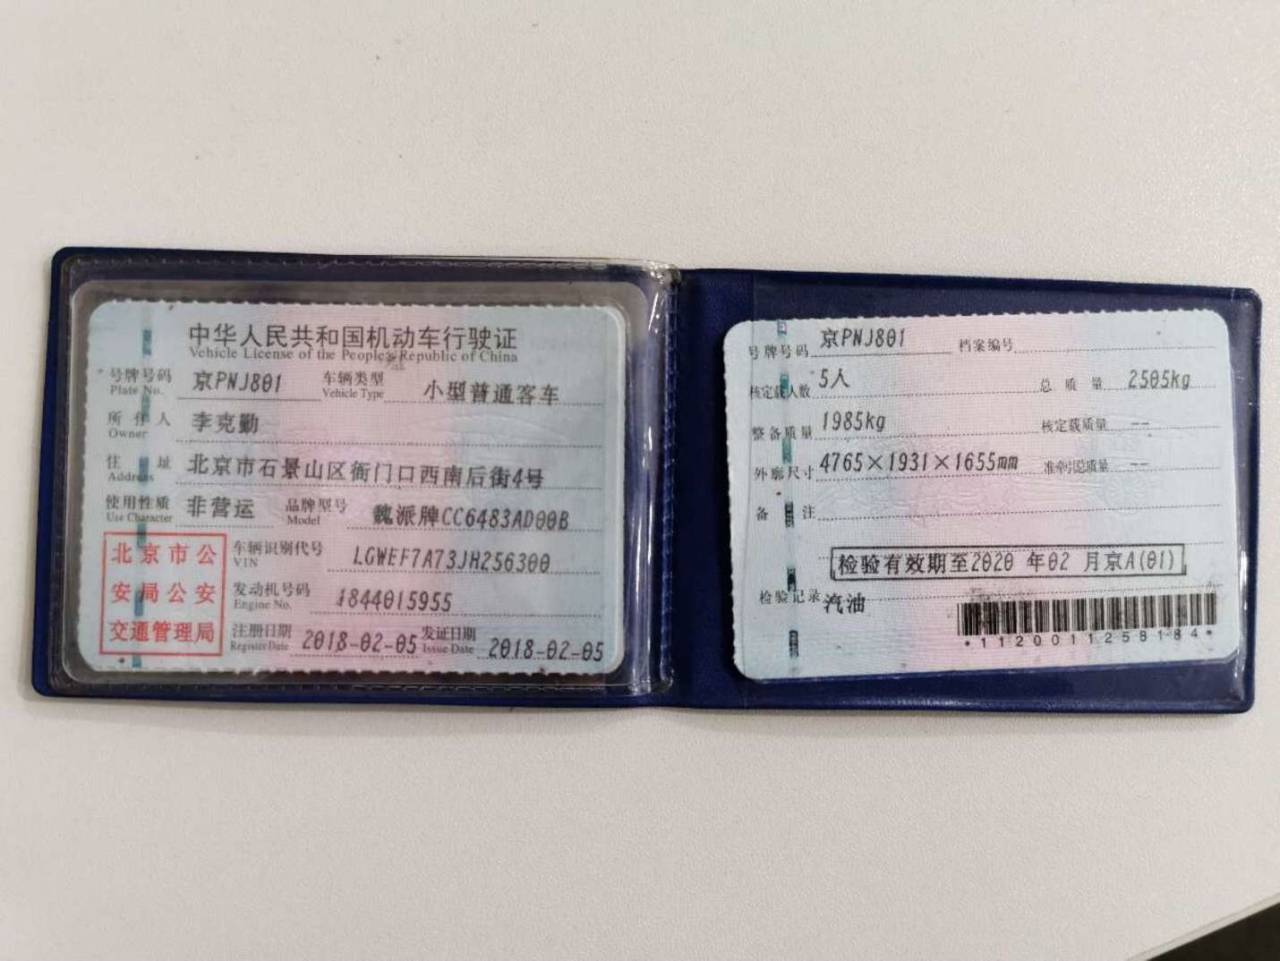 中华人民共和国机动车行驶证
Vehicle License of the People's Republic of China
号牌号码 京PNJ801 车辆类型 小型普通客车
Plate No. Vehicle Type
所有人 李克勤
Owner
住址 北京市石景山区衙门口西南后街4号
Address
使用性质 非营运 品牌型号 魏派牌CC6483AD00B
Use Character Model
北京市公
安局公安
交通管理局
车辆识别代号 LGWEF7A73JH256300
VIN
发动机号码 1844015955
Engine No.
注册日期 2018-02-05 发证日期 2018-02-05
Register Date Issue Date
号牌号码 京PNJ801 档案编号
核定载人数 5人 总质量 2505kg
整备质量 1985kg 核定载质量 --
外廓尺寸 4765×1931×1655mm 准牵引总质量 --
备注
检验有效期至2020 年02 月京A(01)
检验记录 汽油
*1120011258184*